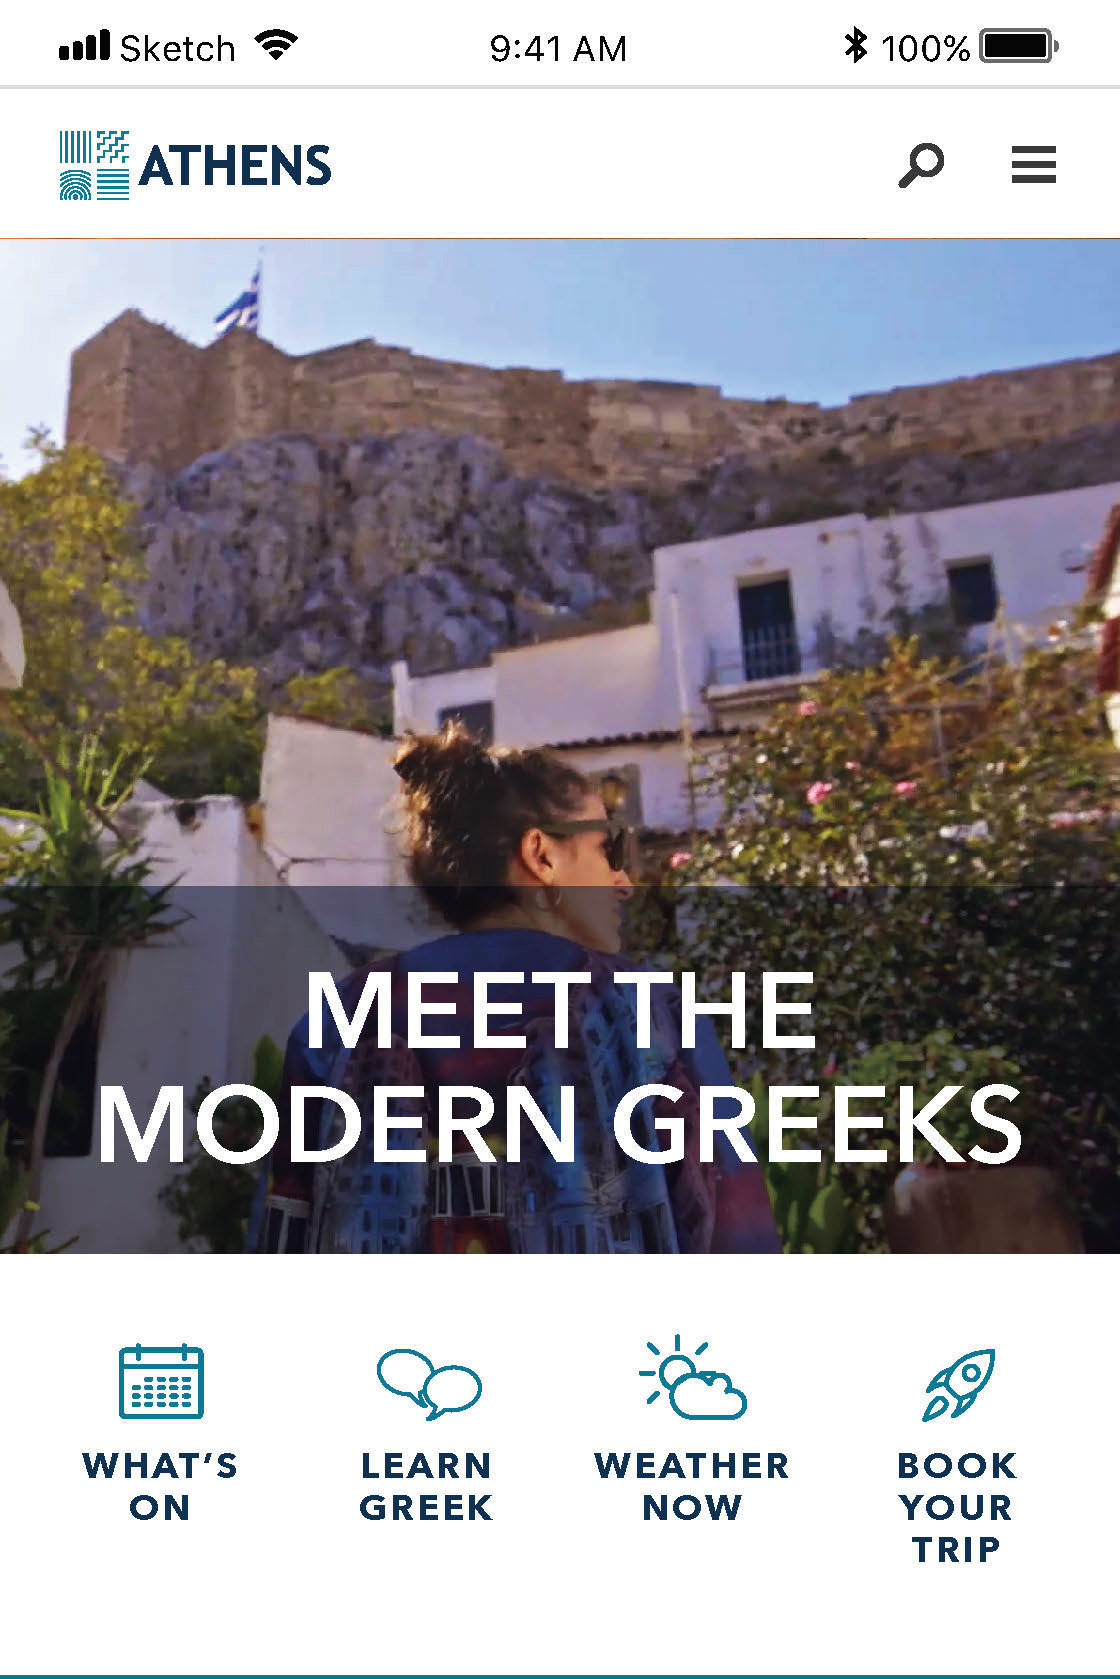 Sketch 9:41 AM 100%
ATHENS
MEET THE
MODERN GREEKS
WHAT’S
ON
LEARN
GREEK
WEATHER
NOW
BOOK
YOUR
TRIP